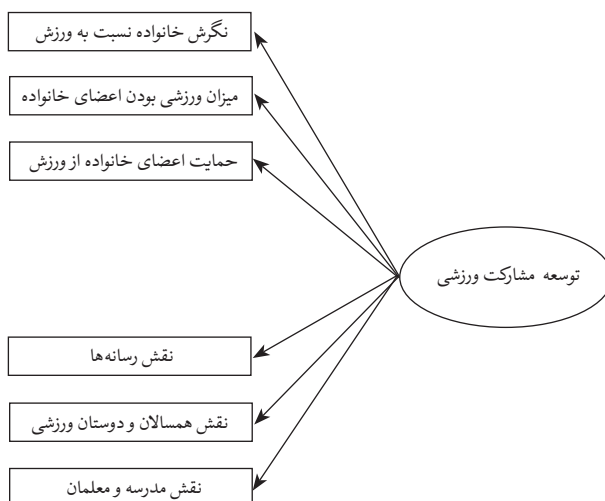 نگرش خانواده نسبت به ورزش
میزان ورزشی بودن اعضای خانواده
حمایت اعضای خانواده از ورزش
توسعه مشارکت ورزشی
نقش رسانه‌ها
نقش همسالان و دوستان ورزشی
نقش مدرسه و معلمان